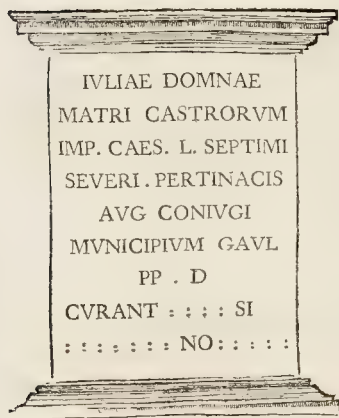 IVLIAE DOMNAE
MATRI CASTRORVM
IMP. CAES. L. SEPTIMI
SEVERI . PERTINACIS
AVG CONIVGI
MVNICIPIVM GAVL
PP . D
CVRANT : : : : SI
: : : : : : : NO : : : : :